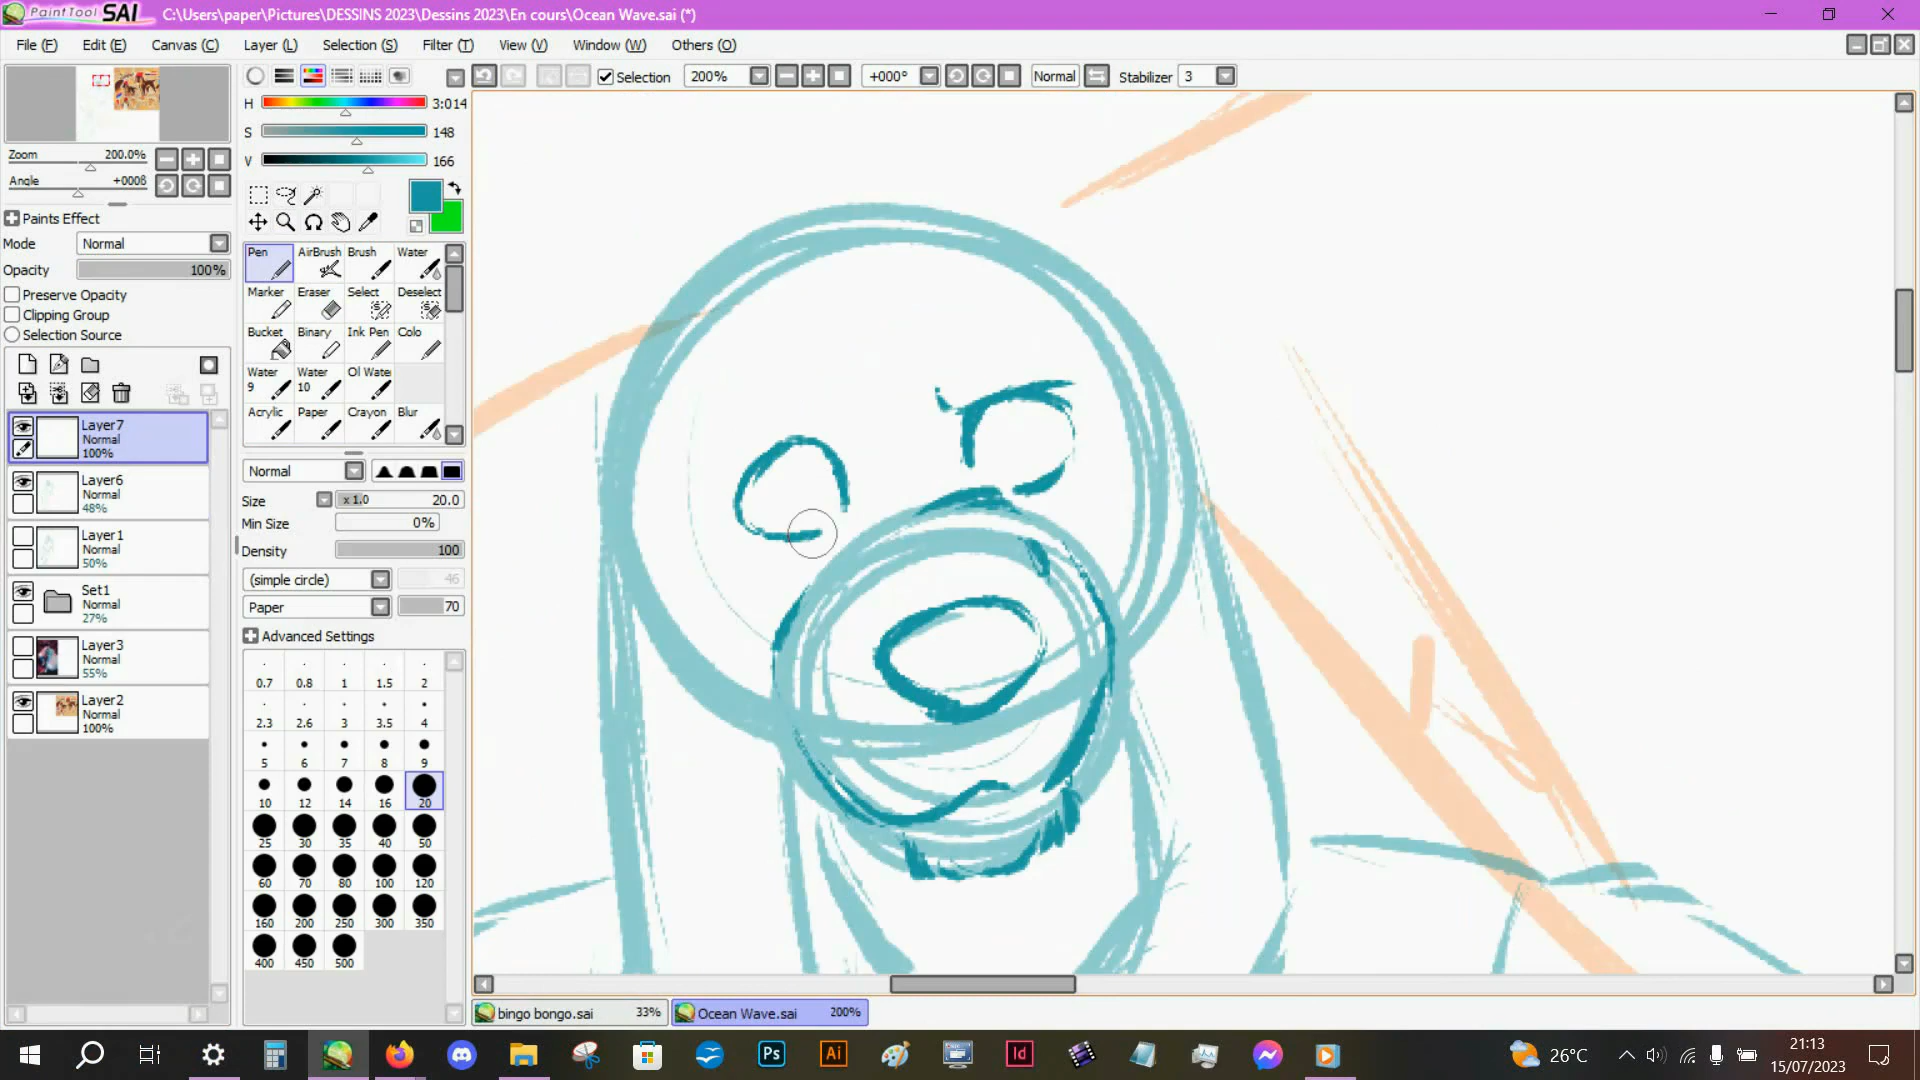 PaintTool SAI C:\Users\paper\Pictures\DESSINS 2023\Dessins 2023\En cours\Ocean Wave.sai (*)
File (F) Edit (E) Canvas (C) Layer (L) Selection (S) Filter (T) View (V) Window (W) Others (O)
Selection 200% +000° Normal Stabilizer 3
H 3:014
S 148
V 166
Zoom 200.0%
Angle +000ß
Paints Effect
Mode Normal
Opacity 100%
Preserve Opacity
Clipping Group
Selection Source
Layer7
Normal
100%
Layer6
Normal
48%
Layer1
Normal
50%
Set1
Normal
27%
Layer3
Normal
55%
Layer2
Normal
100%
Pen AirBrush Brush Water
Marker Eraser Select Deselect
Bucket Binary Ink Pen Colo
Water 9 Water 10 Ol Wate
Acrylic Paper Crayon Blur
Normal
Size x 1.0 20.0
Min Size 0%
Density 100
(simple circle) 46
Paper 70
Advanced Settings
0.7 0.8 1 1.5 2
2.3 2.6 3 3.5 4
5 6 7 8 9
10 12 14 16 20
25 30 35 40 50
60 70 80 100 120
160 200 250 300 350
400 450 500
bingo bongo.sai 33% Ocean Wave.sai 200%
Ps Ai Id
26°C
21:13
15/07/2023